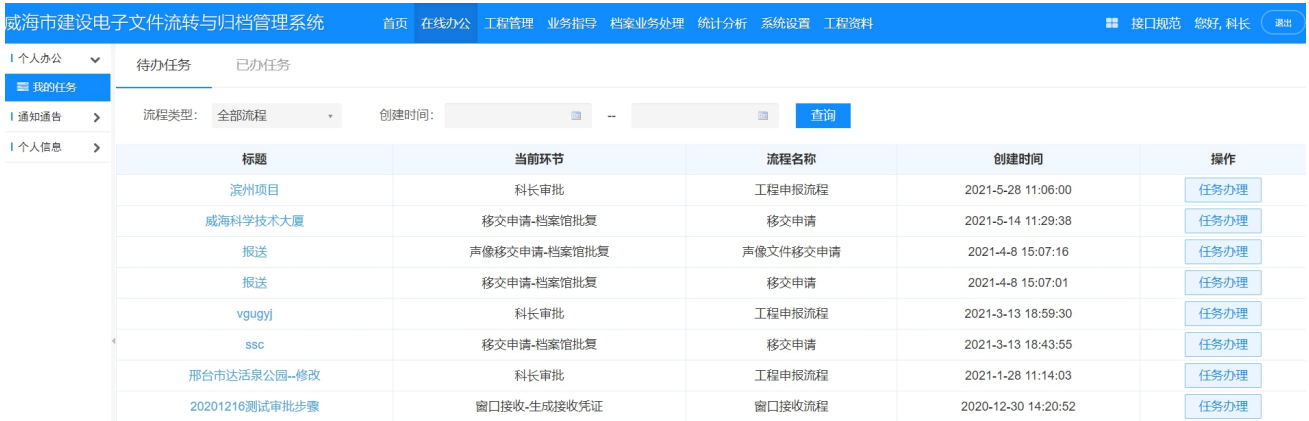 威海市建设电子文件流转与归档管理系统 首页 在线办公 工程管理 业务指导 档案业务处理 统计分析 系统设置 工程资料 接口规范 您好, 科长 退出
个人办公 待办任务 已办任务
我的任务
通知通告 流程类型: 全部流程 创建时间: -- 查询
个人信息
标题 当前环节 流程名称 创建时间 操作
滨州项目 科长审批 工程申报流程 2021-5-28 11:06:00 任务办理
威海科学技术大厦 移交申请-档案馆批复 移交申请 2021-5-14 11:29:38 任务办理
报送 声像移交申请-档案馆批复 声像文件移交申请 2021-4-8 15:07:16 任务办理
报送 移交申请-档案馆批复 移交申请 2021-4-8 15:07:01 任务办理
vgugyj 科长审批 工程申报流程 2021-3-13 18:59:30 任务办理
ssc 移交申请-档案馆批复 移交申请 2021-3-13 18:43:55 任务办理
邢台市达活泉公园--修改 科长审批 工程申报流程 2021-1-28 11:14:03 任务办理
20201216测试审批步骤 窗口接收-生成接收凭证 窗口接收流程 2020-12-30 14:20:52 任务办理